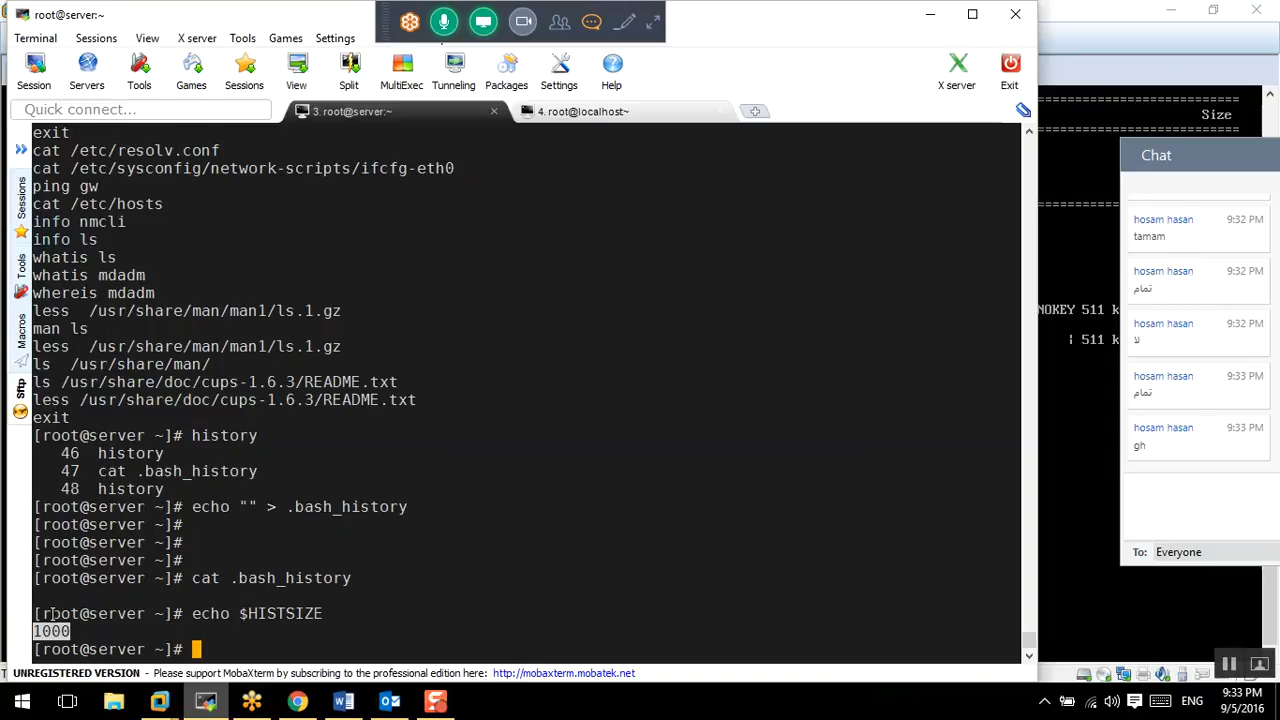 root@server:~
Terminal Sessions View X server Tools Games Settings
Session Servers Tools Games Sessions View Split MultiExec Tunneling Packages Settings Help X server Exit
Quick connect...
3. root@server:~
4. root@localhost~
Sessions
Tools
Macros
Sftp
exit
cat /etc/resolv.conf
cat /etc/sysconfig/network-scripts/ifcfg-eth0
ping gw
cat /etc/hosts
info nmcli
info ls
whatis ls
whatis mdadm
whereis mdadm
less  /usr/share/man/man1/ls.1.gz
man ls
less  /usr/share/man/man1/ls.1.gz
ls  /usr/share/man/
ls /usr/share/doc/cups-1.6.3/README.txt
less /usr/share/doc/cups-1.6.3/README.txt
exit
[root@server ~]# history
46  history
47  cat .bash_history
48  history
[root@server ~]# echo "" > .bash_history
[root@server ~]#
[root@server ~]#
[root@server ~]#
[root@server ~]# cat .bash_history
[root@server ~]# echo $HISTSIZE
1000
[root@server ~]#
UNREGISTERED VERSION - Please support MobaXterm by subscribing to the professional edition here: http://mobaxterm.mobatek.net
Size
NOKEY 511 k
| 511 k
Chat
hosam hasan 9:32 PM
tamam
hosam hasan 9:32 PM
تمام
hosam hasan 9:32 PM
لا
hosam hasan 9:33 PM
تمام
hosam hasan 9:33 PM
gh
To: Everyone
ENG
9:33 PM
9/5/2016